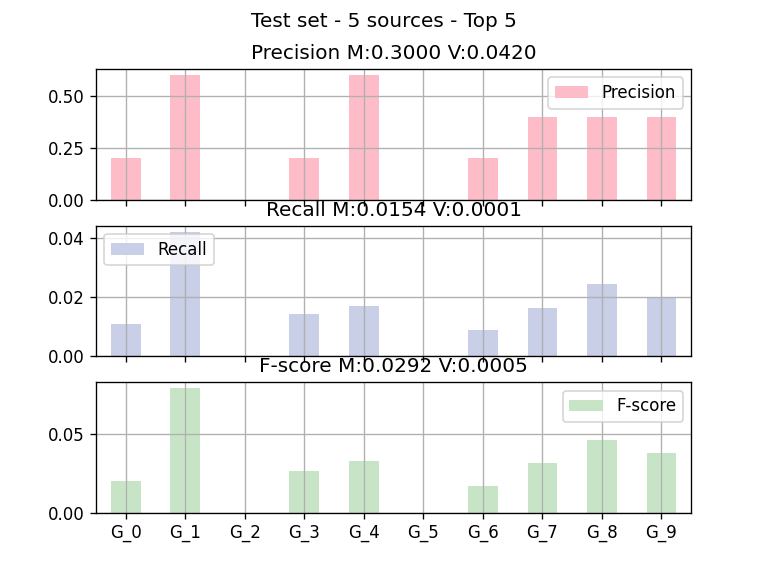 Test set - 5 sources - Top 5
Precision M:0.3000 V:0.0420
0.50
0.25
0.00
Precision
Recall M:0.0154 V:0.0001
0.04
0.02
0.00
Recall
F-score M:0.0292 V:0.0005
0.05
0.00
F-score
G_0 G_1 G_2 G_3 G_4 G_5 G_6 G_7 G_8 G_9